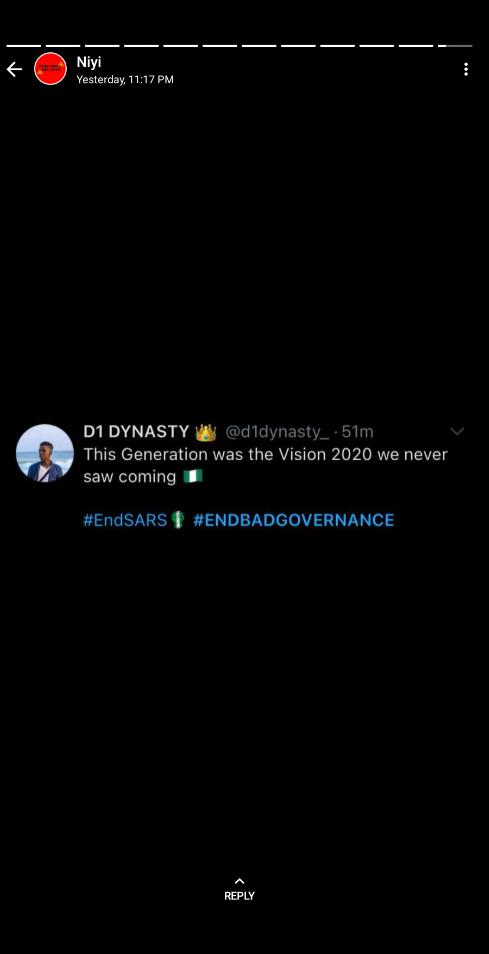 Niyi
Yesterday, 11:17 PM
D1 DYNASTY 👑 @d1dynasty_ · 51m
This Generation was the Vision 2020 we never
saw coming 🇳🇬
#EndSARS #ENDBADGOVERNANCE
REPLY